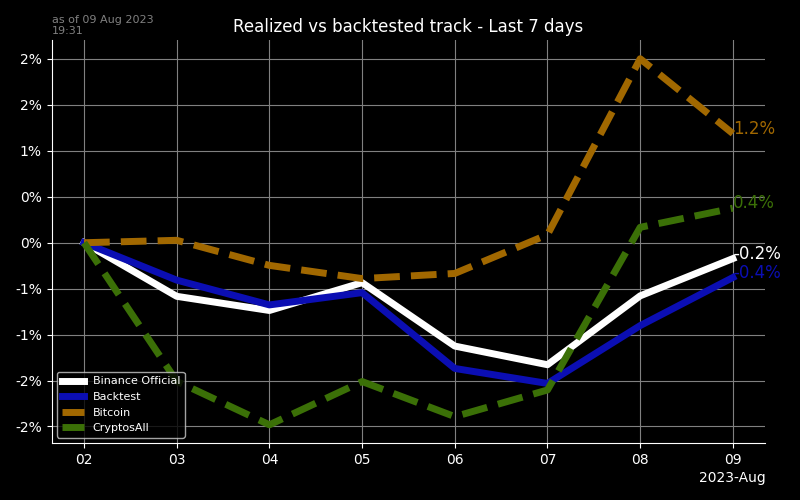 as of 09 Aug 2023
19:31
Realized vs backtested track - Last 7 days
2%
2%
1%
0%
0%
-1%
-1%
-2%
-2%
1.2%
0.4%
-0.2%
-0.4%
Binance Official
Backtest
Bitcoin
CryptosAll
02 03 04 05 06 07 08 09
2023-Aug